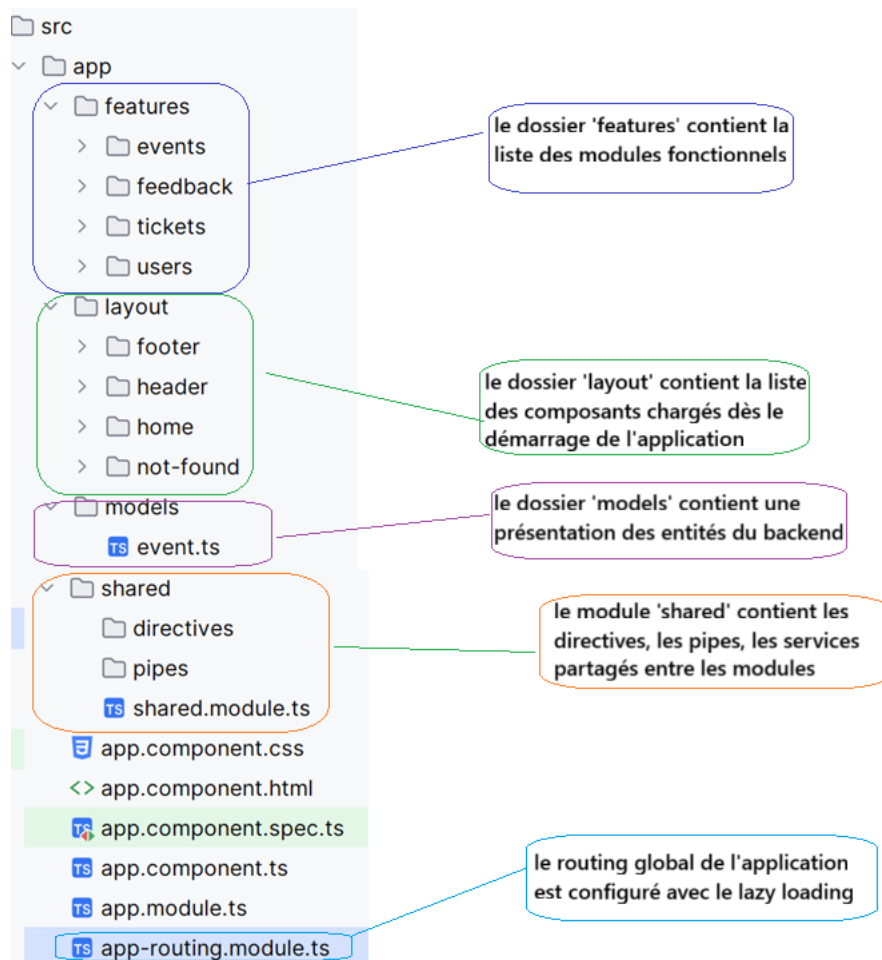 src
app
features
events
feedback
tickets
users
le dossier 'features' contient la
liste des modules fonctionnels
layout
footer
header
home
not-found
le dossier 'layout' contient la liste
des composants chargés dès le
démarrage de l'application
models
TS event.ts
le dossier 'models' contient une
présentation des entités du backend
shared
directives
pipes
TS shared.module.ts
le module 'shared' contient les
directives, les pipes, les services
partagés entre les modules
app.component.css
<> app.component.html
TS app.component.spec.ts
TS app.component.ts
TS app.module.ts
TS app-routing.module.ts
le routing global de l'application
est configuré avec le lazy loading